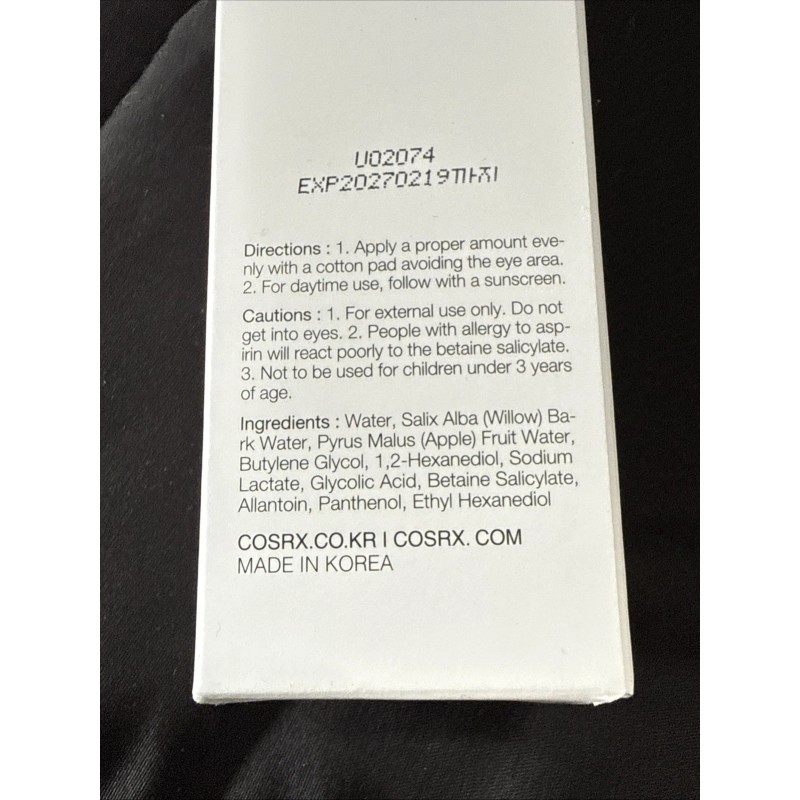 U02074
EXP20270219까지
Directions : 1. Apply a proper amount eve-
nly with a cotton pad avoiding the eye area.
2. For daytime use, follow with a sunscreen.
Cautions : 1. For external use only. Do not
get into eyes. 2. People with allergy to asp-
irin will react poorly to the betaine salicylate.
3. Not to be used for children under 3 years
of age.
Ingredients : Water, Salix Alba (Willow) Ba-
rk Water, Pyrus Malus (Apple) Fruit Water,
Butylene Glycol, 1,2-Hexanediol, Sodium
Lactate, Glycolic Acid, Betaine Salicylate,
Allantoin, Panthenol, Ethyl Hexanediol
COSRX.CO.KR I COSRX. COM
MADE IN KOREA